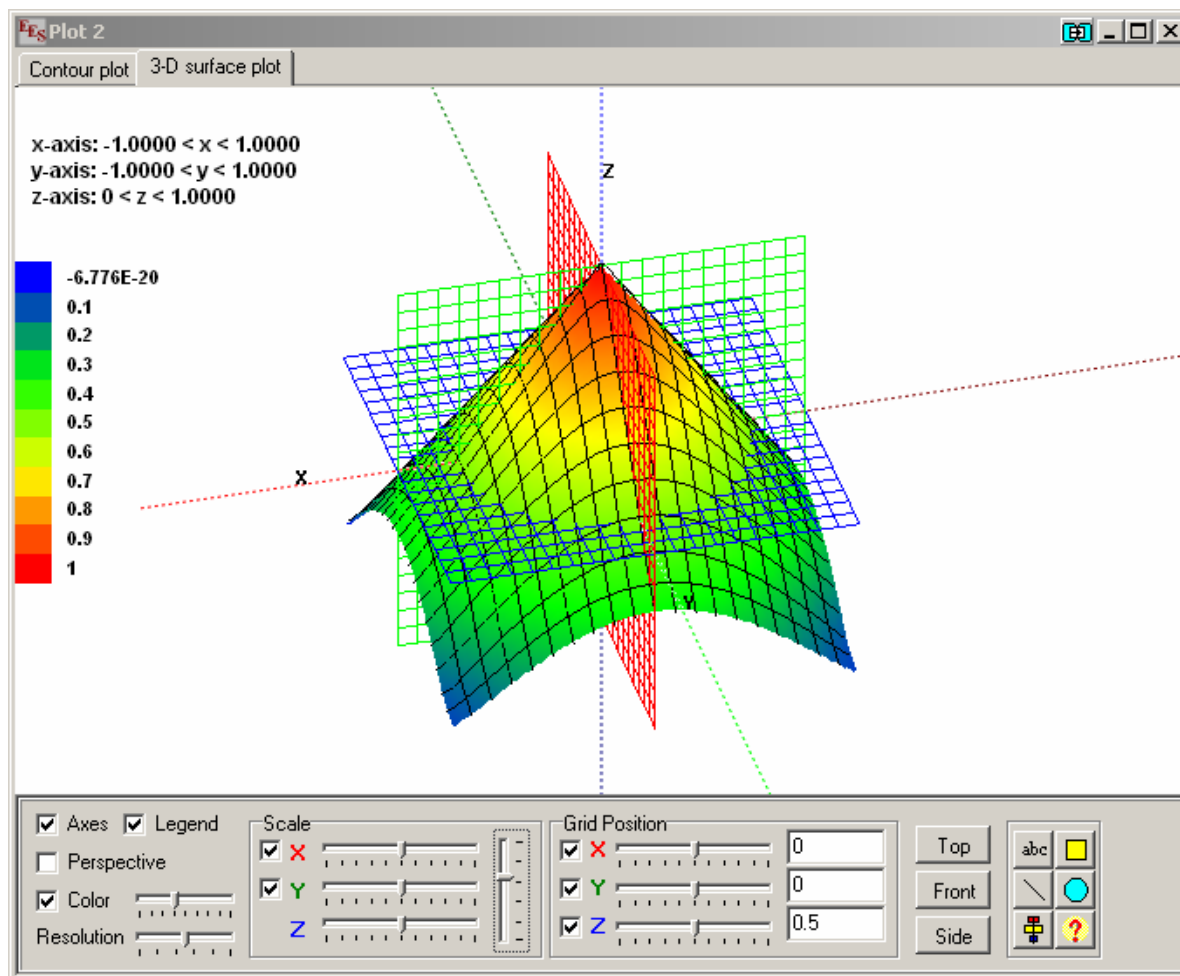 EES Plot 2
Contour plot 3-D surface plot
x-axis: -1.0000 < x < 1.0000
y-axis: -1.0000 < y < 1.0000
z-axis: 0 < z < 1.0000
Z
-6.776E-20
0.1
0.2
0.3
0.4
0.5
0.6
0.7
0.8
0.9
1
X
Y
Axes Legend
Perspective
Color
Resolution
Scale
X
Y
Z
Grid Position
X 0
Y 0
Z 0.5
Top
Front
Side
abc
?